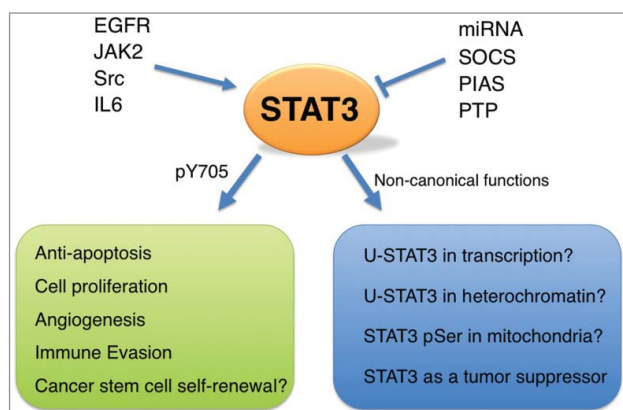 EGFR
JAK2
Src
IL6
miRNA
SOCS
PIAS
PTP
STAT3
pY705
Non-canonical functions
Anti-apoptosis
Cell proliferation
Angiogenesis
Immune Evasion
Cancer stem cell self-renewal?
U-STAT3 in transcription?
U-STAT3 in heterochromatin?
STAT3 pSer in mitochondria?
STAT3 as a tumor suppressor